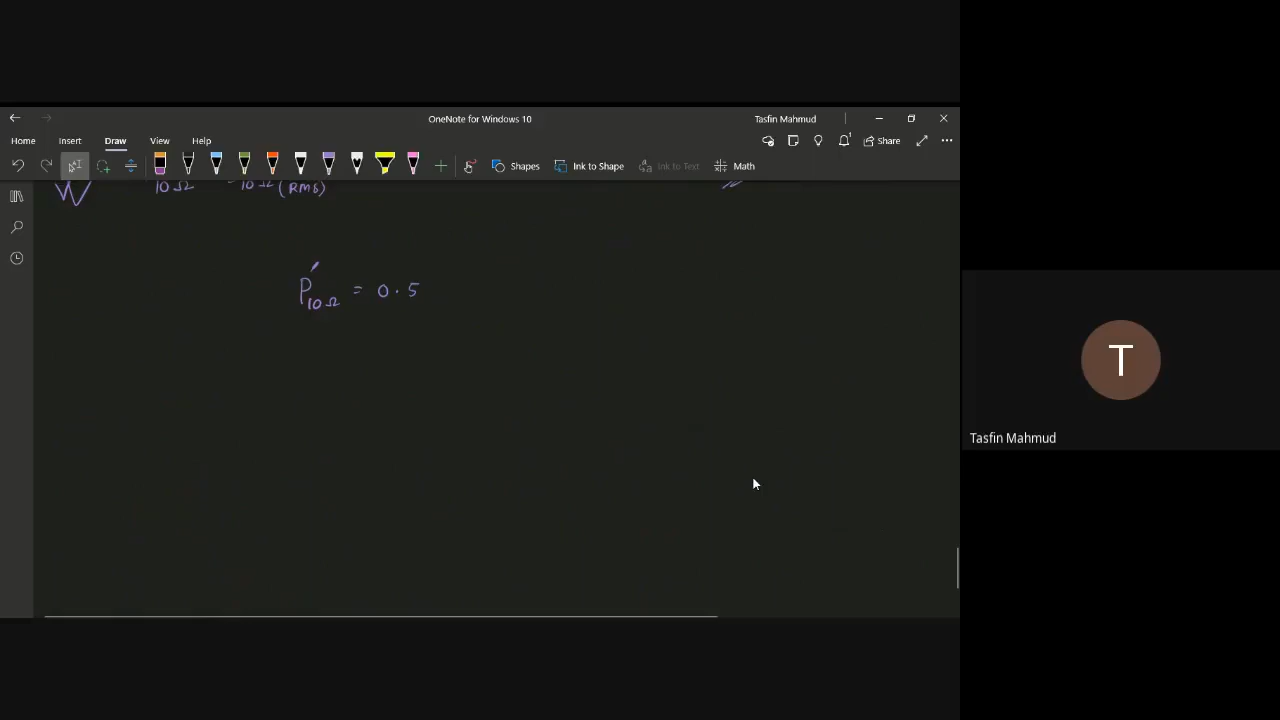 OneNote for Windows 10
Tasfin Mahmud
Home Insert Draw View Help
Share
Shapes Ink to Shape Ink to Text Math
W 10Ω 10Ω (RMS)
P'10Ω = 0.5
T
Tasfin Mahmud